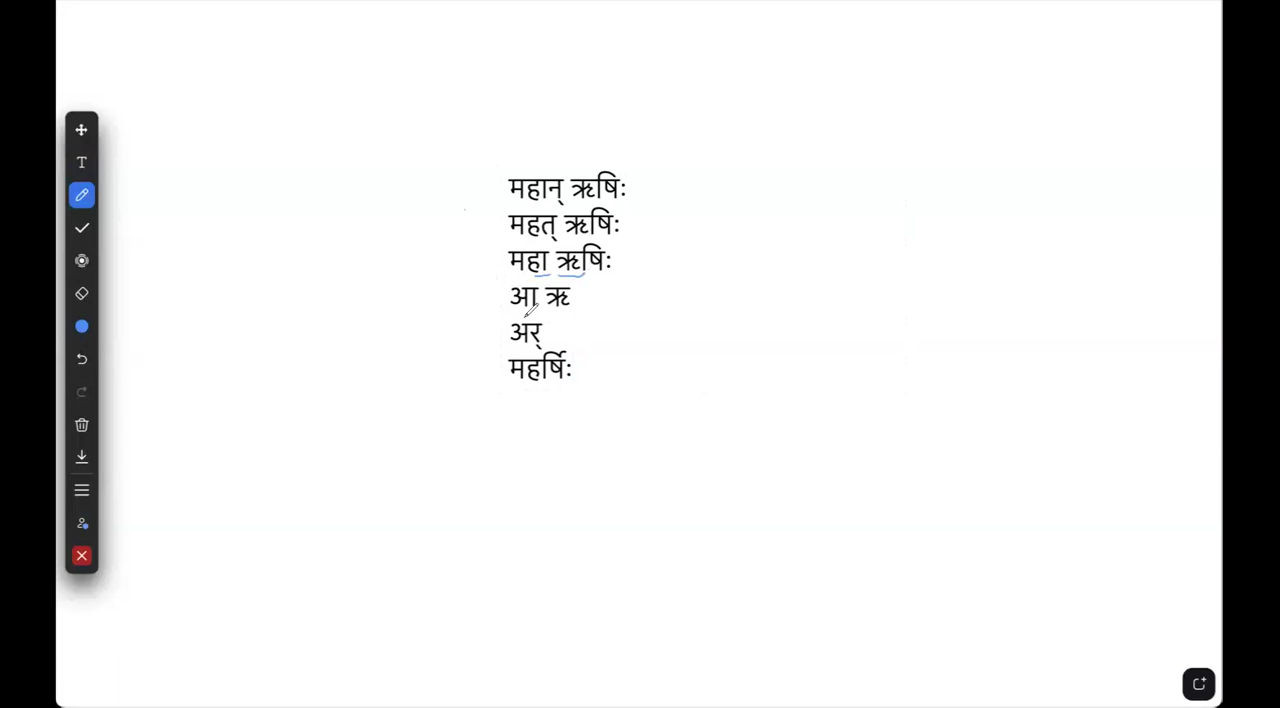 महान् ऋषिः
महत् ऋषिः
महा ऋषिः
आ ऋ
अर्
महर्षिः